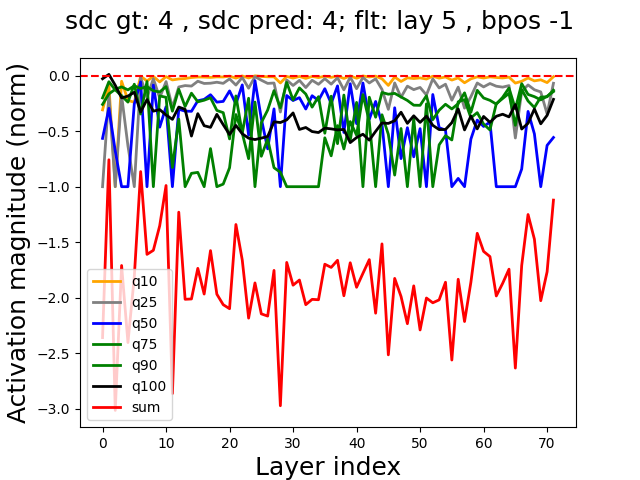 sdc gt: 4 , sdc pred: 4; flt: lay 5 , bpos -1
Activation magnitude (norm)
0.0
−0.5
−1.0
−1.5
−2.0
−2.5
−3.0
q10
q25
q50
q75
q90
q100
sum
0 10 20 30 40 50 60 70
Layer index